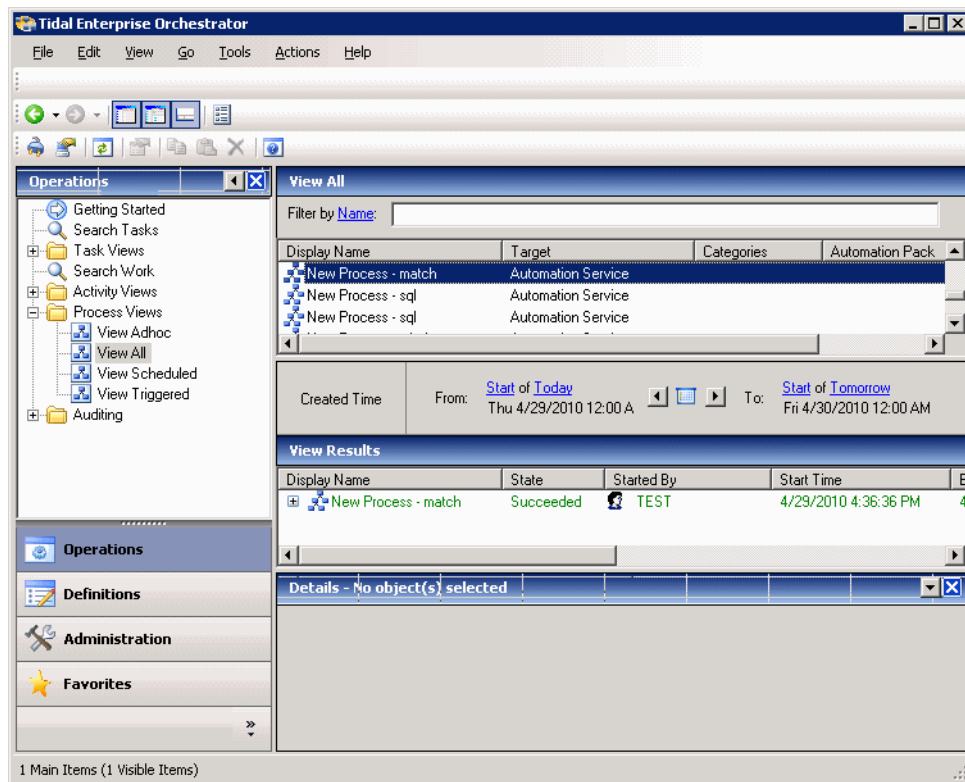 Tidal Enterprise Orchestrator
File Edit View Go Tools Actions Help
Operations
Getting Started
Search Tasks
Task Views
Search Work
Activity Views
Process Views
View Adhoc
View All
View Scheduled
View Triggered
Auditing
Operations
Definitions
Administration
Favorites
View All
Filter by Name:
Display Name Target Categories Automation Pack
New Process - match Automation Service
New Process - sql Automation Service
New Process - sql Automation Service
Created Time From: Start of Today To: Start of Tomorrow
Thu 4/29/2010 12:00 A Fri 4/30/2010 12:00 AM
View Results
Display Name State Started By Start Time E
New Process - match Succeeded TEST 4/29/2010 4:36:36 PM 4
Details - No object(s) selected
1 Main Items (1 Visible Items)